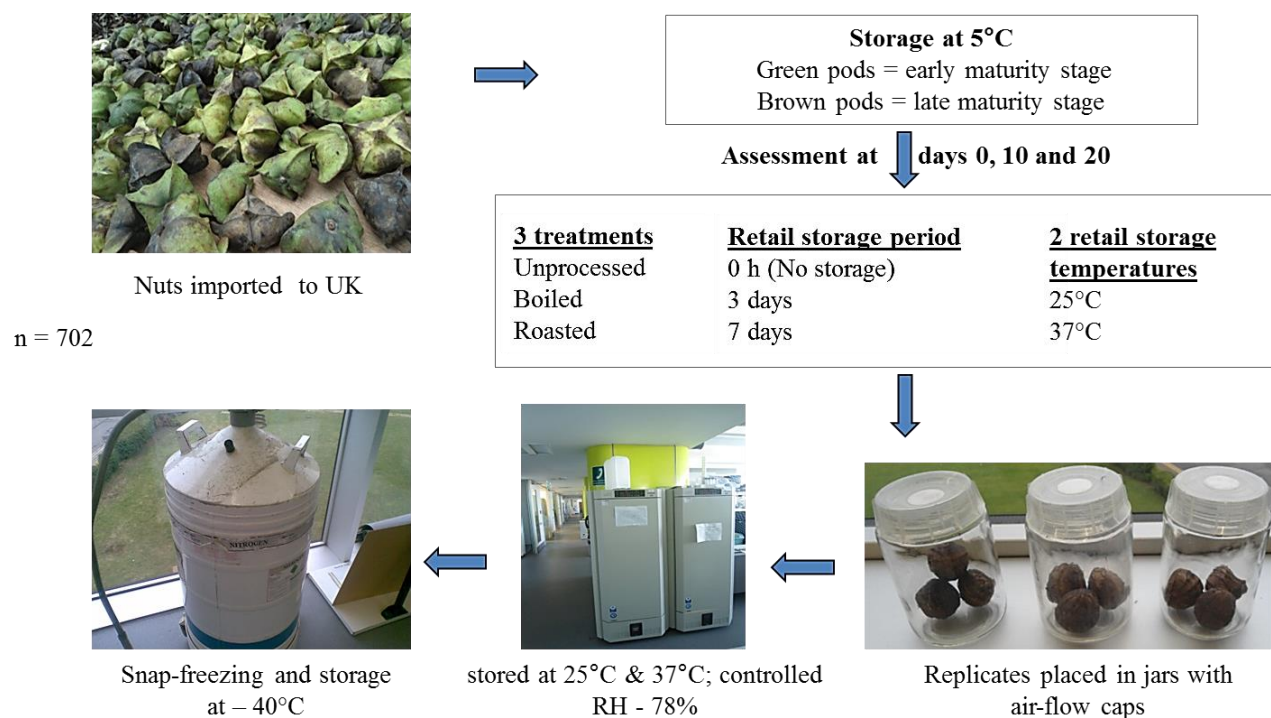 Nuts imported to UK
n = 702
Storage at 5°C
Green pods = early maturity stage
Brown pods = late maturity stage
Assessment at days 0, 10 and 20
3 treatments Retail storage period 2 retail storage
Unprocessed 0 h (No storage) temperatures
Boiled 3 days 25°C
Roasted 7 days 37°C
Replicates placed in jars with
air-flow caps
stored at 25°C & 37°C; controlled
RH - 78%
NITROGEN
Snap-freezing and storage
at – 40°C